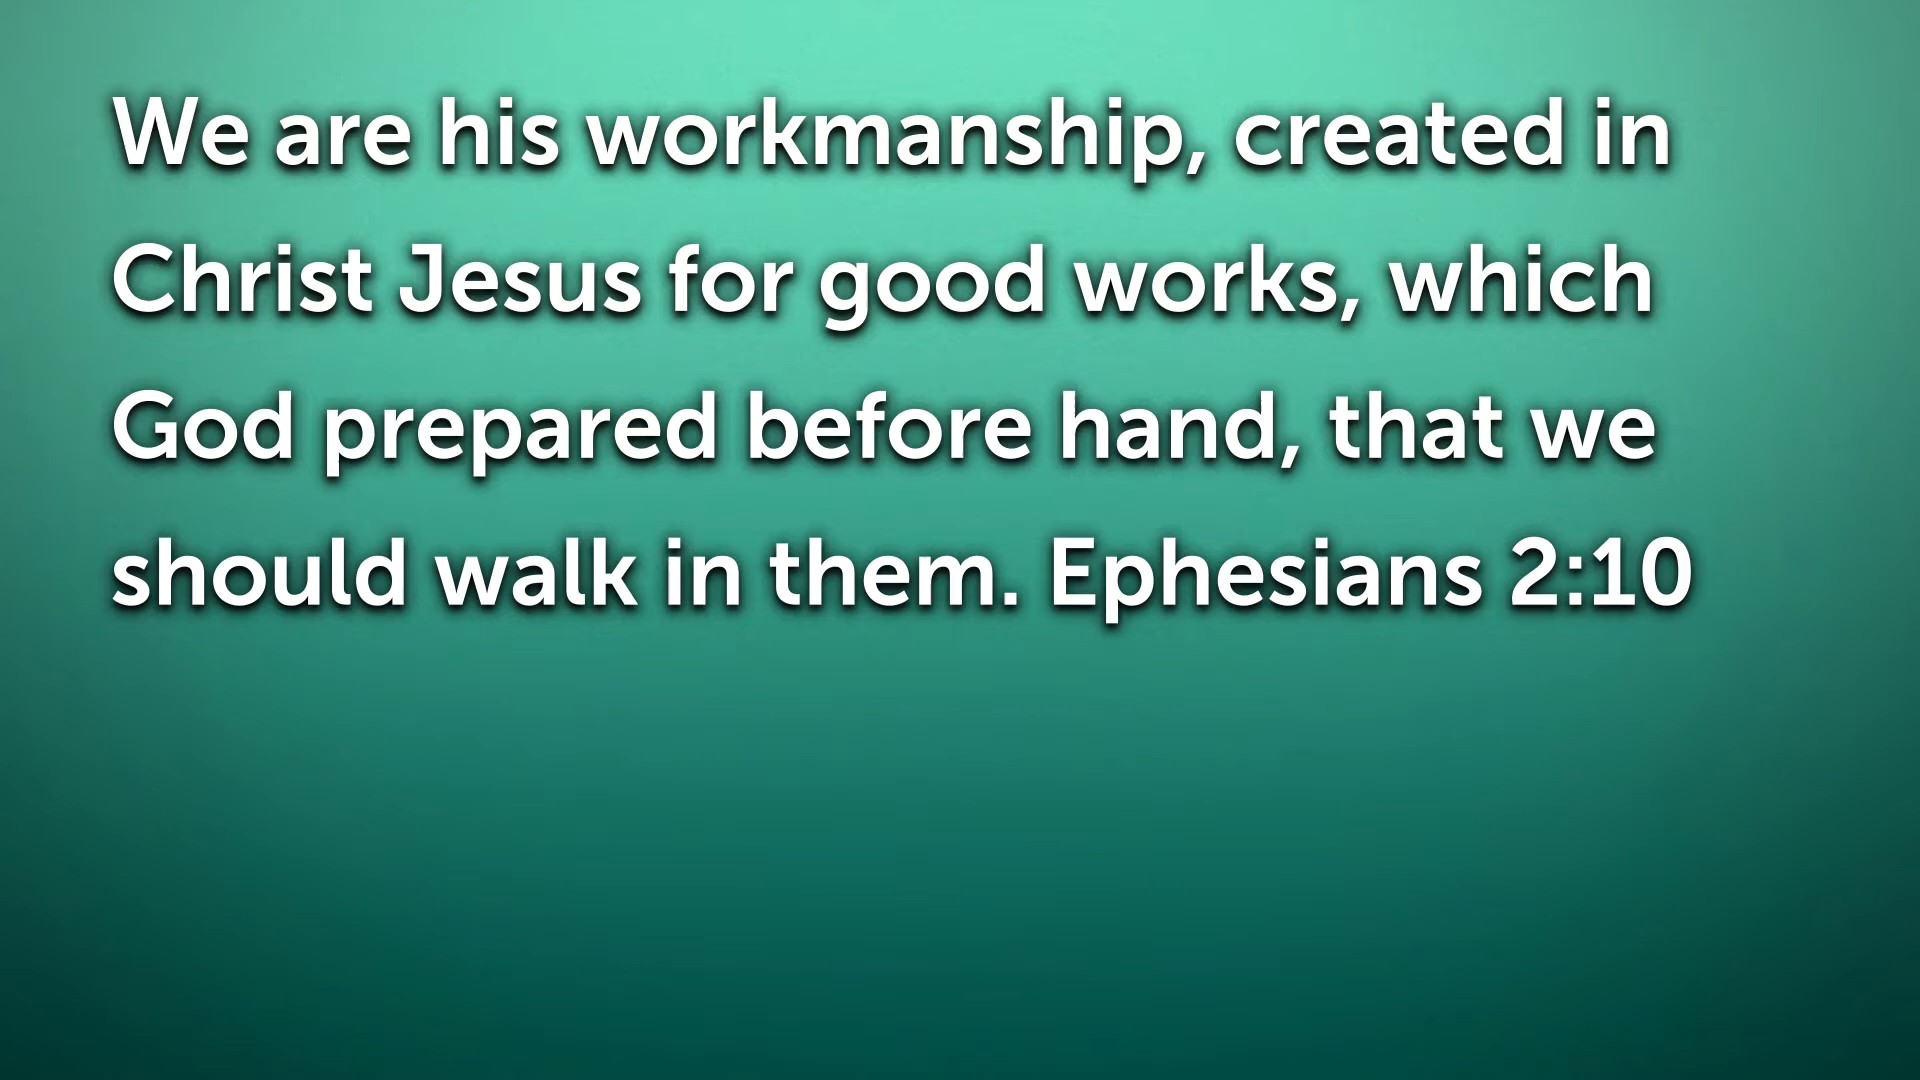 We are his workmanship, created in
Christ Jesus for good works, which
God prepared before hand, that we
should walk in them. Ephesians 2:10